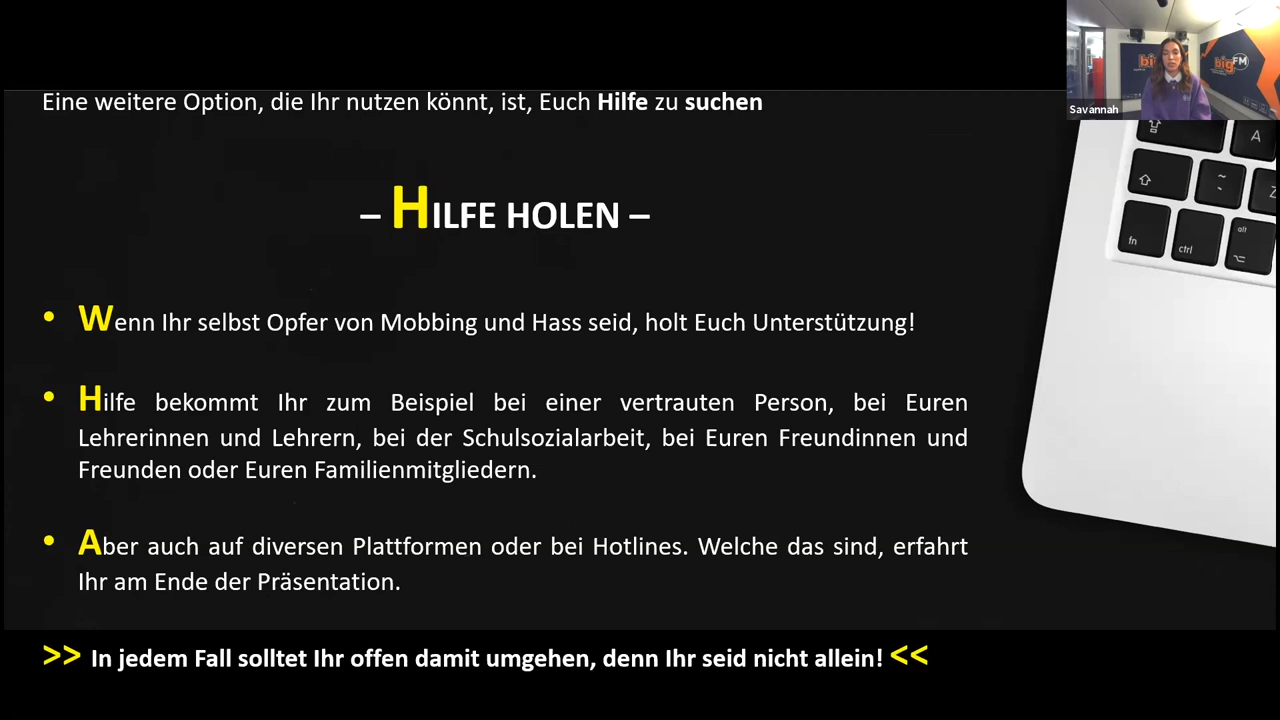 Eine weitere Option, die Ihr nutzen könnt, ist, Euch Hilfe zu suchen
– HILFE HOLEN –
• Wenn Ihr selbst Opfer von Mobbing und Hass seid, holt Euch Unterstützung!
• Hilfe bekommt Ihr zum Beispiel bei einer vertrauten Person, bei Euren
Lehrerinnen und Lehrern, bei der Schulsozialarbeit, bei Euren Freundinnen und
Freunden oder Euren Familienmitgliedern.
• Aber auch auf diversen Plattformen oder bei Hotlines. Welche das sind, erfahrt
Ihr am Ende der Präsentation.
>> In jedem Fall solltet Ihr offen damit umgehen, denn Ihr seid nicht allein! <<
Savannah
bigFM
A
~
Z
fn
ctrl
alt